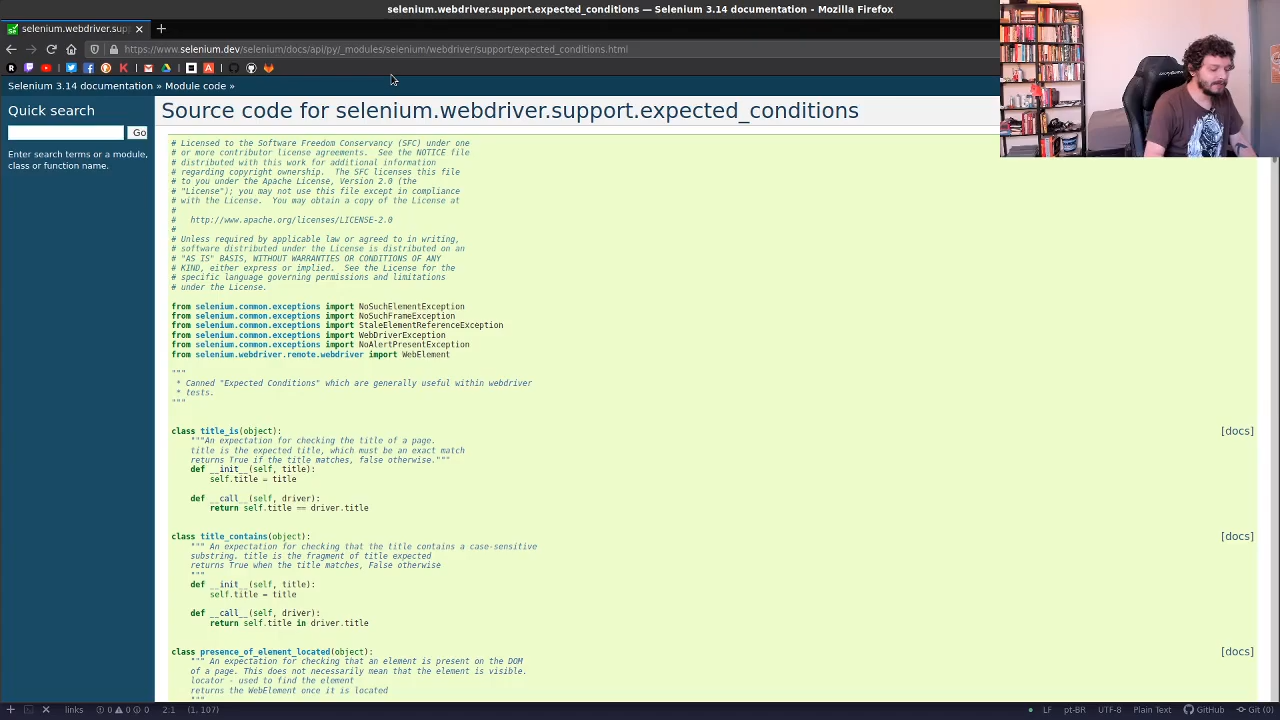 selenium.webdriver.support.expected_conditions — Selenium 3.14 documentation - Mozilla Firefox
selenium.webdriver.sup
https://www.selenium.dev/selenium/docs/api/py/_modules/selenium/webdriver/support/expected_conditions.html
Selenium 3.14 documentation » Module code »
Quick search
Go
Enter search terms or a module,
class or function name.
Source code for selenium.webdriver.support.expected_conditions
# Licensed to the Software Freedom Conservancy (SFC) under one
# or more contributor license agreements.  See the NOTICE file
# distributed with this work for additional information
# regarding copyright ownership.  The SFC licenses this file
# to you under the Apache License, Version 2.0 (the
# "License"); you may not use this file except in compliance
# with the License.  You may obtain a copy of the License at
#
#   http://www.apache.org/licenses/LICENSE-2.0
#
# Unless required by applicable law or agreed to in writing,
# software distributed under the License is distributed on an
# "AS IS" BASIS, WITHOUT WARRANTIES OR CONDITIONS OF ANY
# KIND, either express or implied.  See the License for the
# specific language governing permissions and limitations
# under the License.
from selenium.common.exceptions import NoSuchElementException
from selenium.common.exceptions import NoSuchFrameException
from selenium.common.exceptions import StaleElementReferenceException
from selenium.common.exceptions import WebDriverException
from selenium.common.exceptions import NoAlertPresentException
from selenium.webdriver.remote.webdriver import WebElement
"""
* Canned "Expected Conditions" which are generally useful within webdriver
* tests.
"""
class title_is(object): [docs]
"""An expectation for checking the title of a page.
title is the expected title, which must be an exact match
returns True if the title matches, false otherwise."""
def __init__(self, title):
self.title = title
def __call__(self, driver):
return self.title == driver.title
class title_contains(object): [docs]
""" An expectation for checking that the title contains a case-sensitive
substring. title is the fragment of title expected
returns True when the title matches, False otherwise
"""
def __init__(self, title):
self.title = title
def __call__(self, driver):
return self.title in driver.title
class presence_of_element_located(object): [docs]
""" An expectation for checking that an element is present on the DOM
of a page. This does not necessarily mean that the element is visible.
locator - used to find the element
returns the WebElement once it is located
"""
links 0 0 0 2:1 (1, 107) LF pt-BR UTF-8 Plain Text GitHub Git (0)